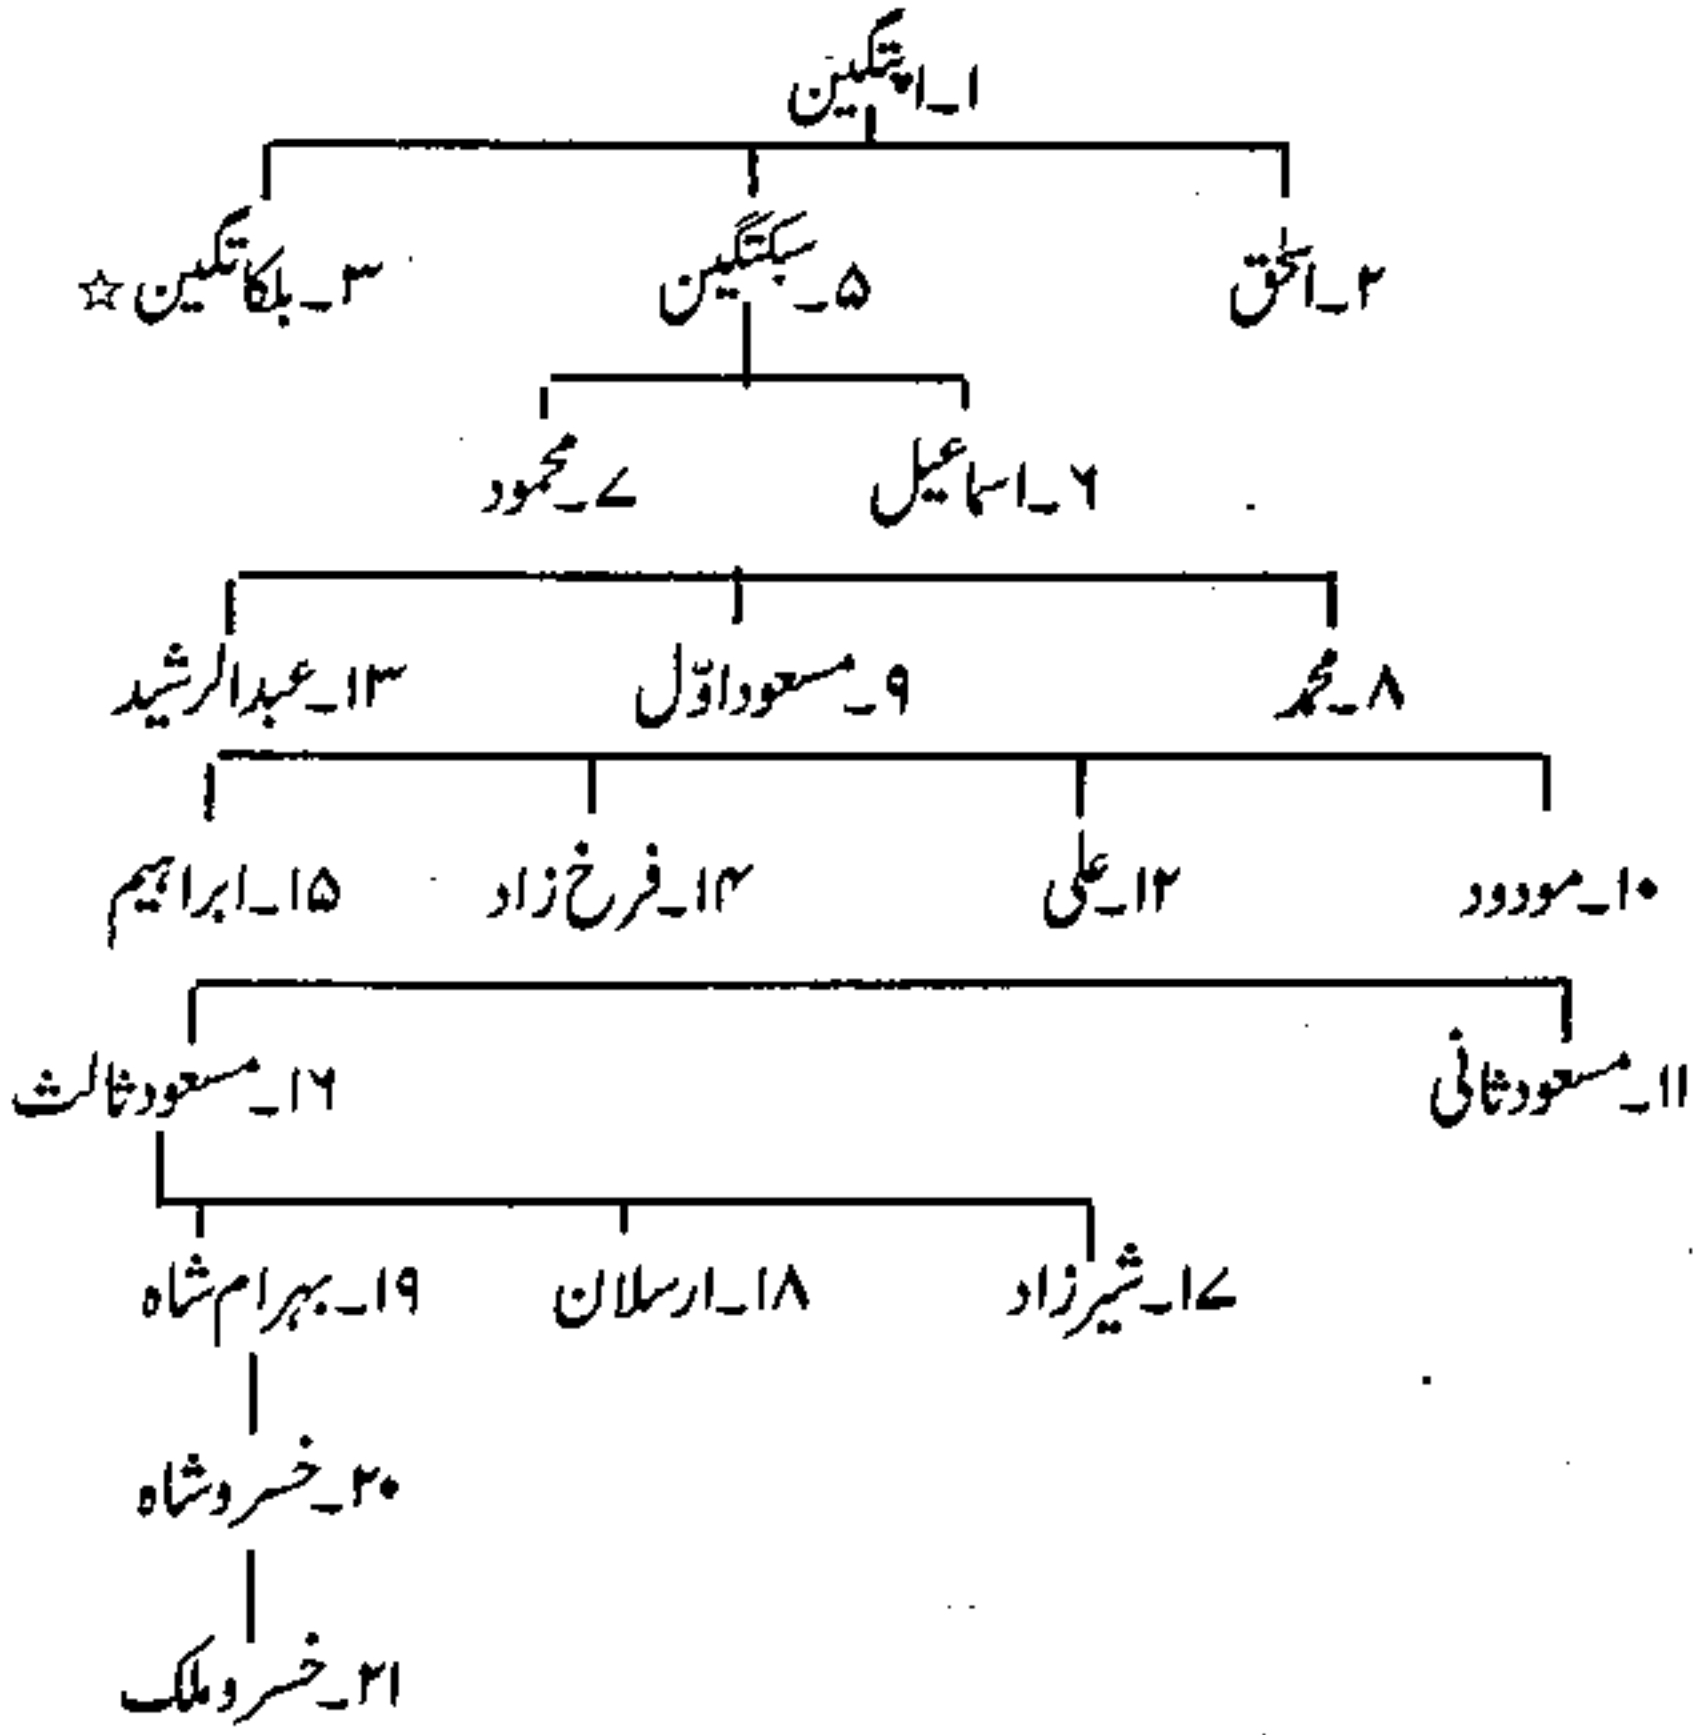 ۱۔اپتگین
۲۔اسحٰق ۵۔سبکتگین ۳۔بلکاتگین☆
۶۔اسماعیل ۷۔محمود
۸۔محمد ۹۔مسعوداوّل ۱۳۔عبدالرشید
۱۰۔مودود ۱۲۔علی ۱۴۔فرخ زاد ۱۵۔ابراہیم
۱۱۔مسعودثانی ۱۶۔مسعودثالث
۱۷۔شیرزاد ۱۸۔ارسلان ۱۹۔بہرام شاہ
۲۰۔خسروشاہ
۲۱۔خسروملک